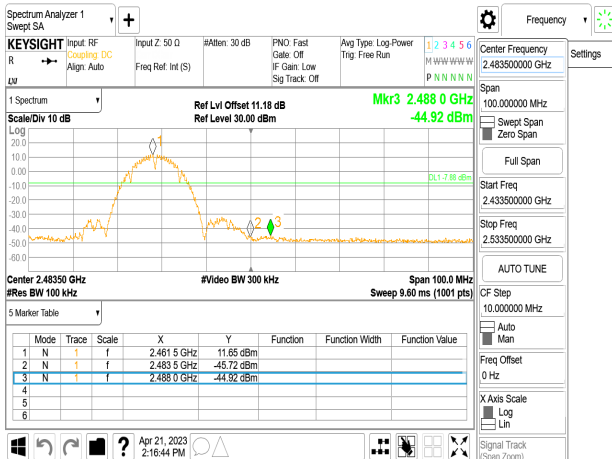 Spectrum Analyzer 1
Swept SA
Frequency
Settings
KEYSIGHT
R
Input: RF
Coupling: DC
Align: Auto
Input Z: 50 Ω
Freq Ref: Int (S)
#Atten: 30 dB
PNO: Fast
Gate: Off
IF Gain: Low
Sig Track: Off
Avg Type: Log-Power
Trig: Free Run
1 2 3 4 5 6
M W W W W W
P N N N N N
1 Spectrum
Scale/Div 10 dB
Ref Lvl Offset 11.18 dB
Ref Level 30.00 dBm
Mkr3 2.488 0 GHz
-44.92 dBm
Log
20.0
10.0
0.00
-10.0
-20.0
-30.0
-40.0
-50.0
-60.0
1
2
3
Center 2.48350 GHz
#Res BW 100 kHz
#Video BW 300 kHz
Span 100.0 MHz
Sweep 9.60 ms (1001 pts)
5 Marker Table
Mode Trace Scale X Y Function Function Width Function Value
1 N 1 f 2.461 5 GHz 11.65 dBm
2 N 1 f 2.483 5 GHz -45.72 dBm
3 N 1 f 2.488 0 GHz -44.92 dBm
4
5
6
?
Apr 21, 2023
2:16:44 PM
Center Frequency
2.483500000 GHz
Span
100.000000 MHz
Swept Span
Zero Span
Full Span
Start Freq
2.433500000 GHz
Stop Freq
2.533500000 GHz
AUTO TUNE
CF Step
10.000000 MHz
Auto
Man
Freq Offset
0 Hz
X Axis Scale
Log
Lin
Signal Track
(Span Zoom)